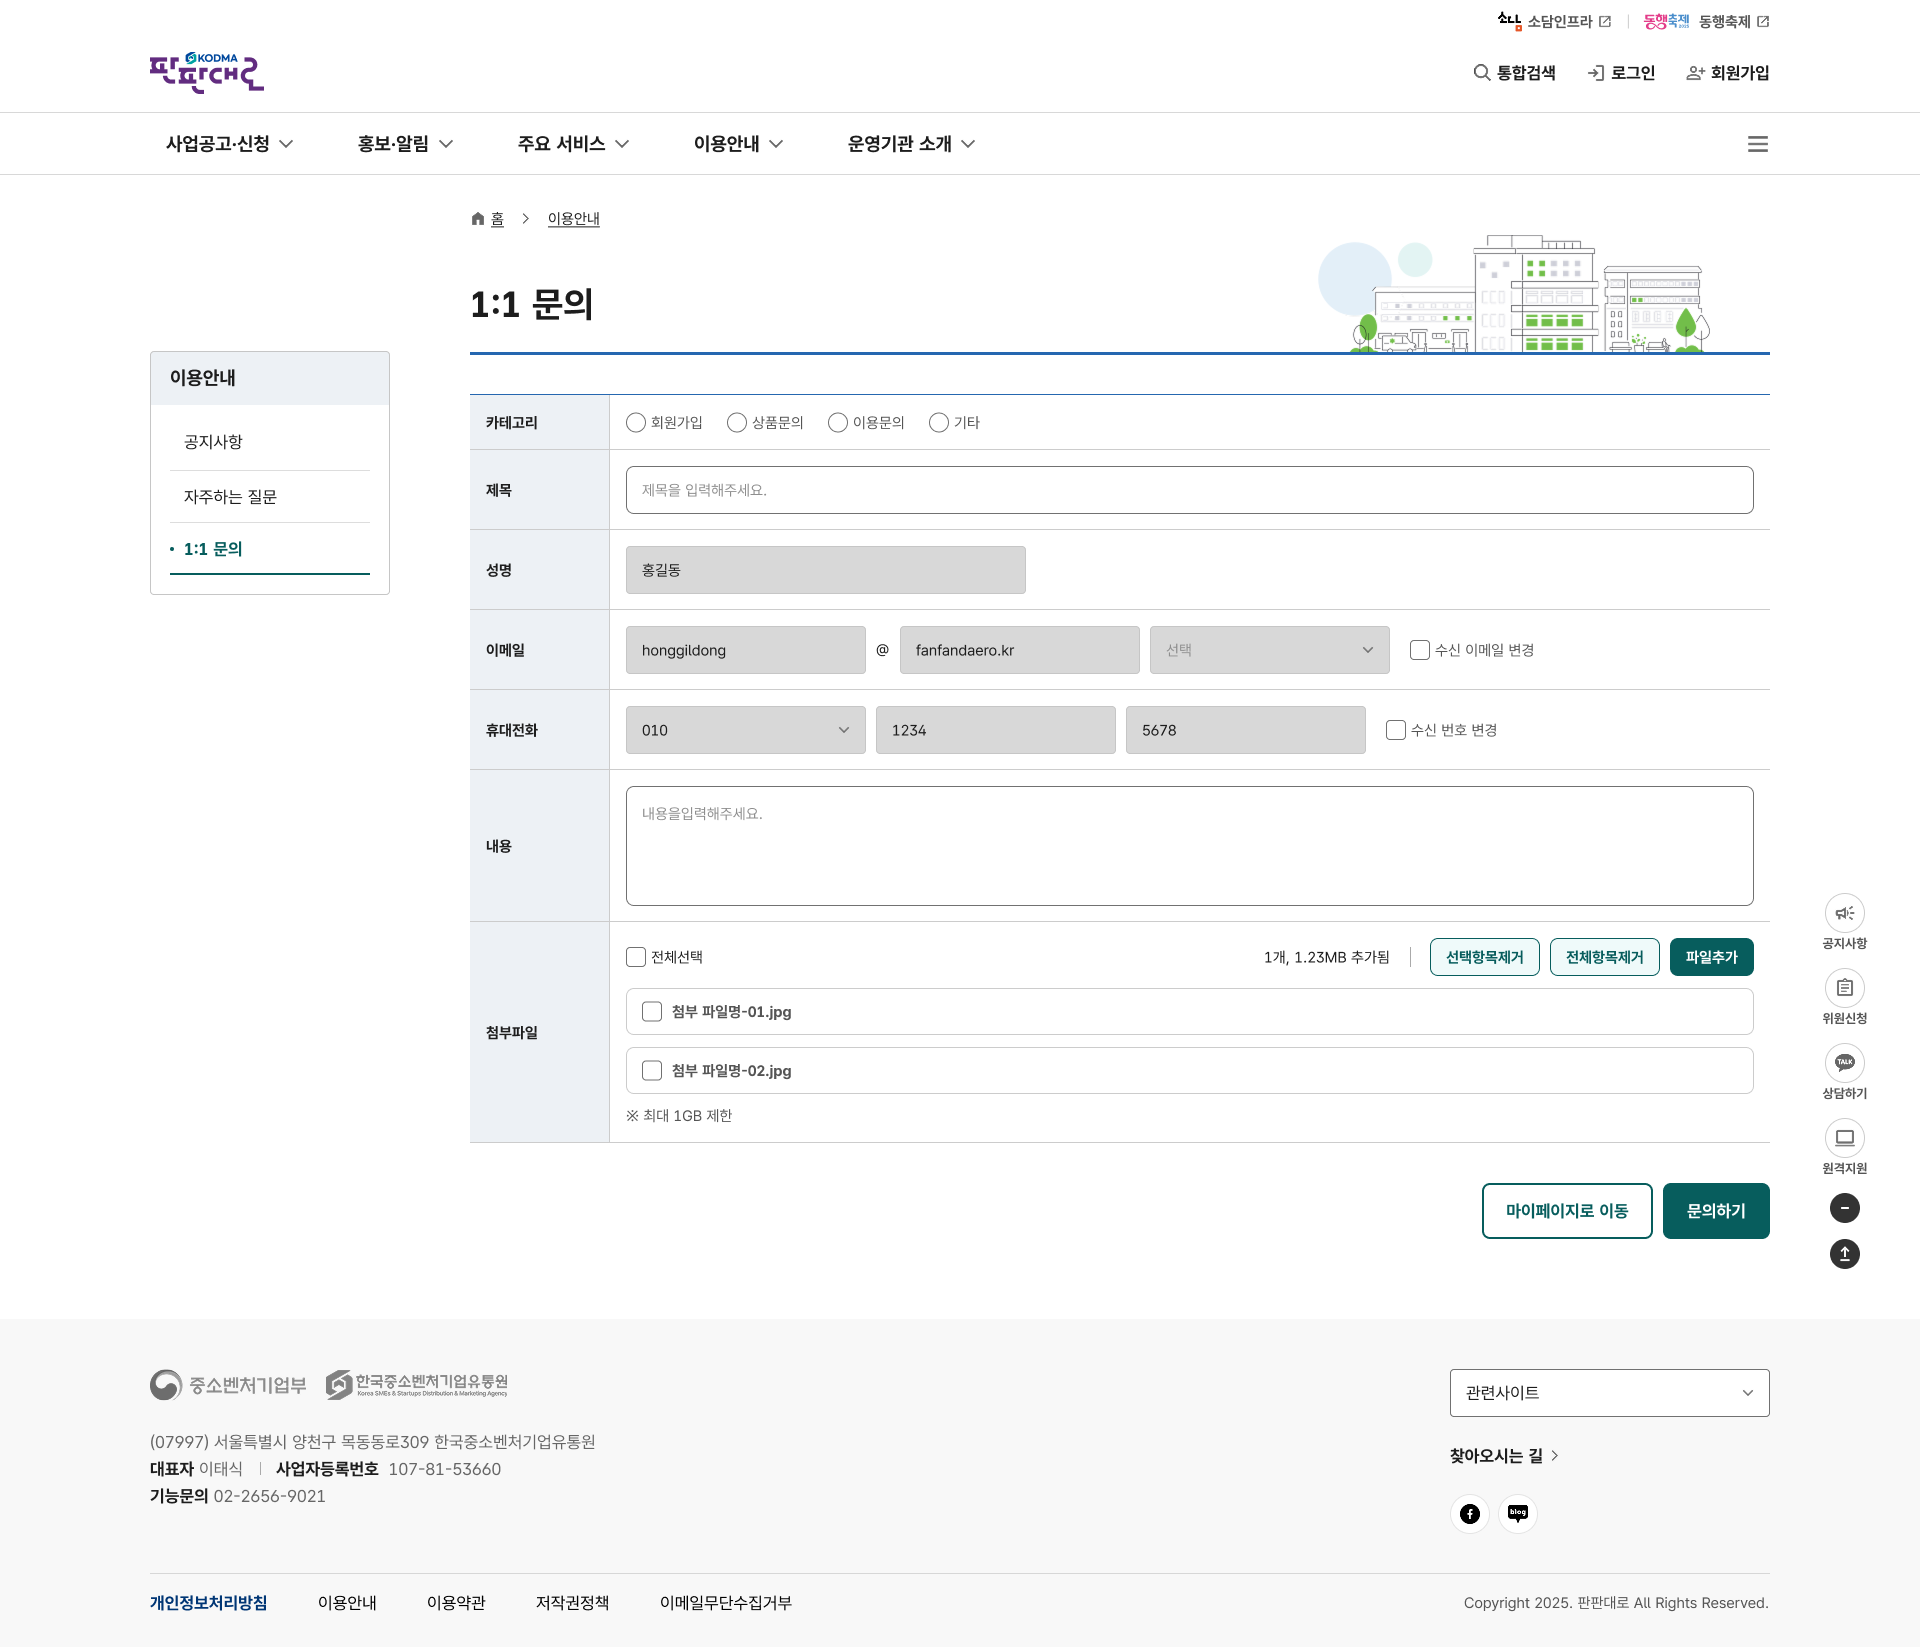 소담인프라
동행축제 동행축제
KODMA
판판대로
통합검색 로그인 회원가입
사업공고·신청 홍보·알림 주요 서비스 이용안내 운영기관 소개
홈 이용안내
1:1 문의
이용안내
공지사항
자주하는 질문
1:1 문의
카테고리 회원가입 상품문의 이용문의 기타
제목 제목을 입력해주세요.
성명 홍길동
이메일 honggildong @ fanfandaero.kr 선택 수신 이메일 변경
휴대전화 010 1234 5678 수신 번호 변경
내용 내용을입력해주세요.
첨부파일
전체선택 1개, 1.23MB 추가됨 선택항목제거 전체항목제거 파일추가
첨부 파일명-01.jpg
첨부 파일명-02.jpg
※ 최대 1GB 제한
마이페이지로 이동 문의하기
공지사항
위원신청
TALK
상담하기
원격지원
중소벤처기업부 한국중소벤처기업유통원
Korea SMEs & Startups Distribution & Marketing Agency
(07997) 서울특별시 양천구 목동동로309 한국중소벤처기업유통원
대표자 이태식 사업자등록번호 107-81-53660
기능문의 02-2656-9021
관련사이트
찾아오시는 길
blog
개인정보처리방침 이용안내 이용약관 저작권정책 이메일무단수집거부
Copyright 2025. 판판대로 All Rights Reserved.